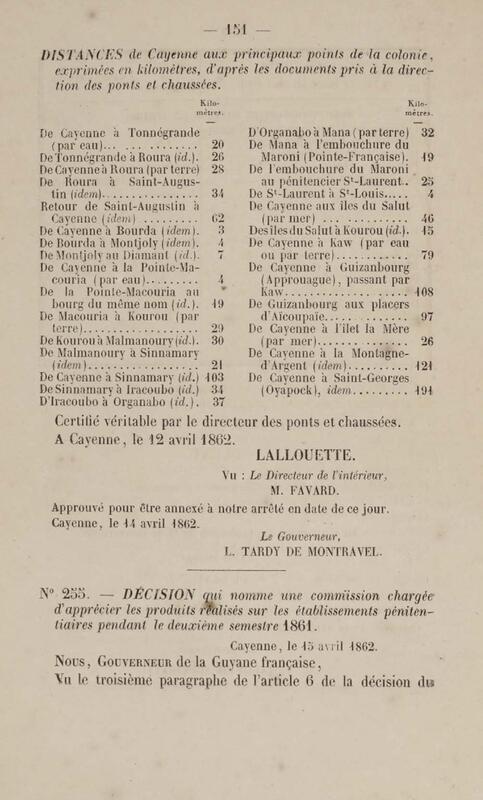 — 151 —
DISTANCES de Cayenne aux principaux points de la colonie,
exprimées en kilomètres, d'après les documents pris à la direc-
tion des ponts et chaussées.
Kilo-
mètres.
De Cayenne à Tonnégrande
(par eau)... .............. 20
De Tonnégrande à Roura (id.). 26
De Cayenne à Roura (par terre) 28
De Roura à Saint-Augus-
tin (idem)................. 34
Retour de Saint-Augustin à
Cayenne (idem) ......... 62
De Cayenne à Bourda (idem). 3
De Bourda à Montjoly (idem). 4
De Montjoly au Diamant (id.). 7
De Cayenne à la Pointe-Ma-
couria (par eau)......... 4
De la Pointe-Macouria au
bourg du même nom (id.). 19
De Macouria à Kourou (par
terre).................... 29
De Kourou à Malmanoury (id.). 30
De Malmanoury à Sinnamary
(idem)................... 21
De Cayenne à Sinnamary (id.) 103
De Sinnamary à Iracoubo (id.) 34
D'Iracoubo à Organabo (id.). 37
Kilo-
mètres.
D'Organabo à Mana (par terre) 32
De Mana à l'embouchure du
Maroni (Pointe-Française). 19
De l'embouchure du Maroni
au pénitencier St-Laurent.. 25
De St-Laurent à St-Louis..... 4
De Cayenne aux îles du Salut
(par mer) ... ........... 46
Des îles du Salut à Kourou (id.). 15
De Cayenne à Kaw (par eau
ou par terre)............. 79
De Cayenne à Guizanbourg
(Approuague), passant par
Kaw..................... 108
De Guizanbourg aux placers
d'Aïcoupaïe............... 97
De Cayenne à l'îlet la Mère
(par mer)................ 26
De Cayenne à la Montagne-
d'Argent (idem)........... 121
De Cayenne à Saint-Georges
(Oyapock), idem......... 194
Certifié véritable par le directeur des ponts et chaussées.
A Cayenne, le 12 avril 1862.
LALLOUETTE.
Vu : Le Directeur de l'intérieur,
M. FAVARD.
Approuvé pour être annexé à notre arrêté en date de ce jour.
Cayenne, le 14 avril 1862.
Le Gouverneur,
L. TARDY DE MONTRAVEL.
N° 255. — DÉCISION qui nomme une commission chargée
d'apprécier les produits réalisés sur les établissements péniten-
tiaires pendant le deuxième semestre 1861.
Cayenne, le 15 avril 1862.
NOUS, GOUVERNEUR de la Guyane française,
Vu le troisième paragraphe de l'article 6 de la décision du